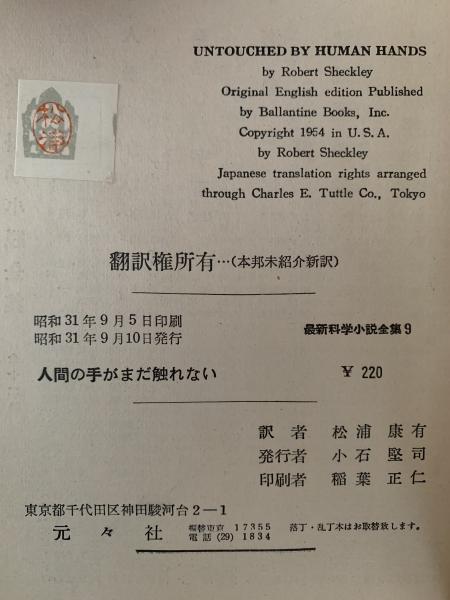 UNTOUCHED BY HUMAN HANDS
by Robert Sheckley
Original English edition Published
by Ballantine Books, Inc.
Copyright 1954 in U. S. A.
by Robert Sheckley
Japanese translation rights arranged
through Charles E. Tuttle Co., Tokyo
翻訳権所有…(本邦未紹介新訳)
昭和31年9月5日印刷
昭和31年9月10日発行
最新科学小説全集9
人間の手がまだ触れない
¥ 220
訳者 松浦康有
発行者 小石堅司
印刷者 稲葉正仁
東京都千代田区神田駿河台2−1
元々社
振替東京 17355
電話 (29) 1834
落丁・乱丁本はお取替致します。